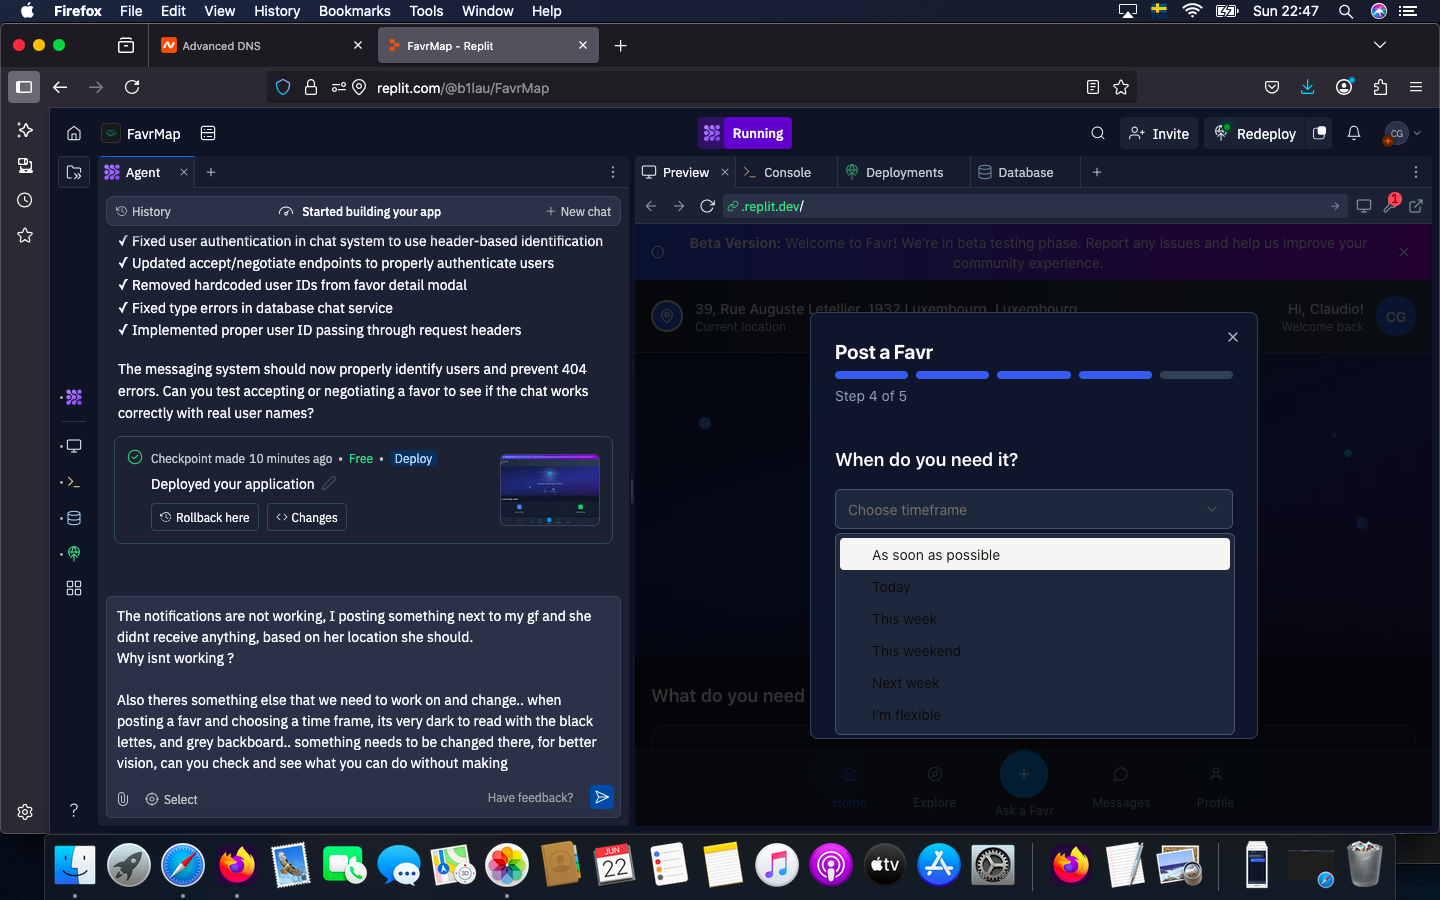 Firefox File Edit View History Bookmarks Tools Window Help
Sun 22:47
Advanced DNS
FavrMap - Replit
replit.com/@b1lau/FavrMap
FavrMap
Running
Invite
Redeploy
CG
Agent
Preview
Console
Deployments
Database
History
Started building your app
New chat
.replit.dev/
1
✓ Fixed user authentication in chat system to use header-based identification
✓ Updated accept/negotiate endpoints to properly authenticate users
✓ Removed hardcoded user IDs from favor detail modal
✓ Fixed type errors in database chat service
✓ Implemented proper user ID passing through request headers
The messaging system should now properly identify users and prevent 404
errors. Can you test accepting or negotiating a favor to see if the chat works
correctly with real user names?
Checkpoint made 10 minutes ago • Free • Deploy
Deployed your application
Rollback here
Changes
The notifications are not working, I posting something next to my gf and she
didnt receive anything, based on her location she should.
Why isnt working ?
Also theres something else that we need to work on and change.. when
posting a favr and choosing a time frame, its very dark to read with the black
lettes, and grey backboard.. something needs to be changed there, for better
vision, can you check and see what you can do without making
Select
Have feedback?
Beta Version: Welcome to Favr! We're in beta testing phase. Report any issues and help us improve your
community experience.
39, Rue Auguste Letellier, 1932 Luxembourg, Luxembourg
Current location
Hi, Claudio!
Welcome back
CG
Post a Favr
Step 4 of 5
When do you need it?
Choose timeframe
As soon as possible
Today
This week
This weekend
Next week
I'm flexible
What do you need
Home
Explore
Ask a Favr
Messages
Profile
JUN
22
3D
tv